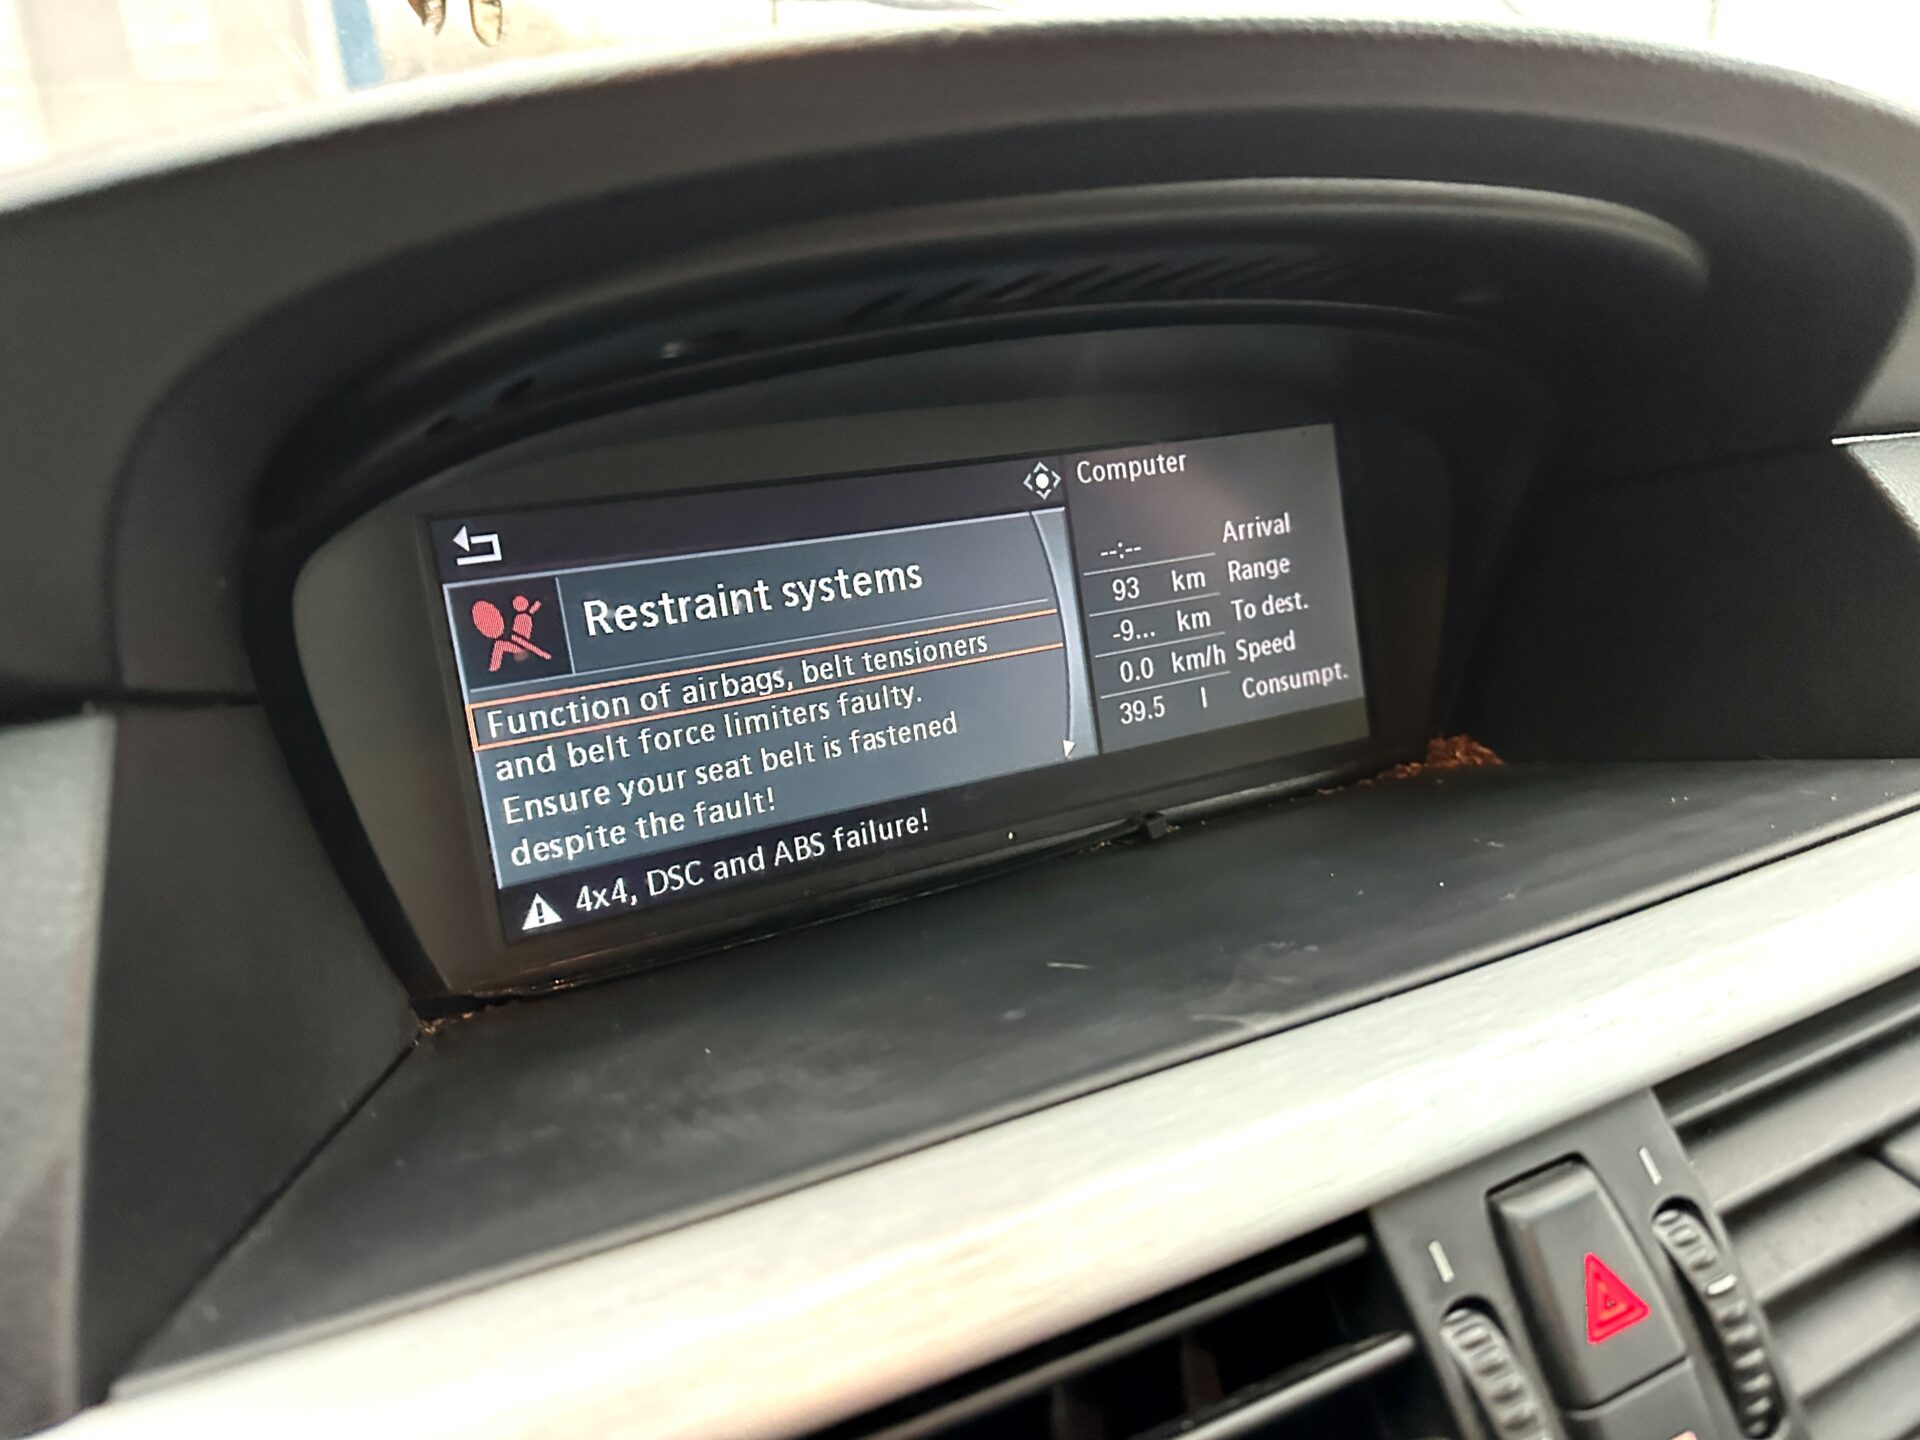 Restraint systems
Function of airbags, belt tensioners
and belt force limiters faulty.
Ensure your seat belt is fastened
despite the fault!
4x4, DSC and ABS failure!
Computer
--:-- Arrival
93 km Range
-9... km To dest.
0.0 km/h Speed
39.5 l Consumpt.